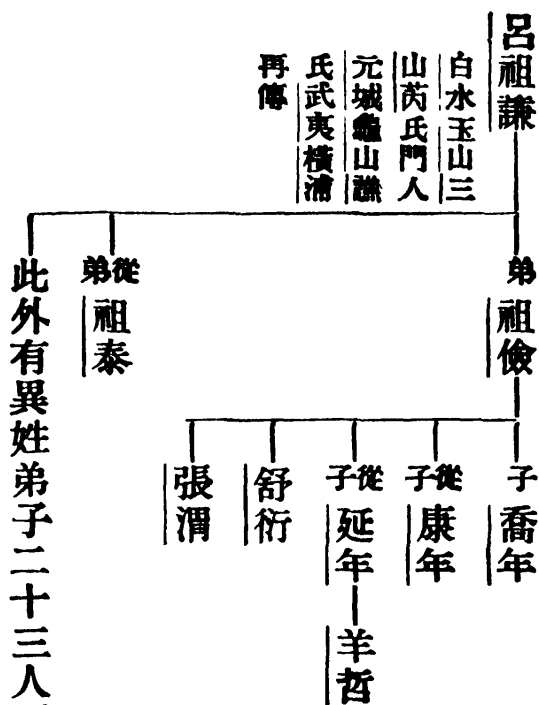 呂祖謙
白水玉山三
山芮氏門人
元城龜山譙
氏武夷橫浦
再傳
弟 祖儉
子 喬年
從子 康年
從子 延年
羊哲
舒衍
張渭
從弟 祖泰
此外有異姓弟子二十三人